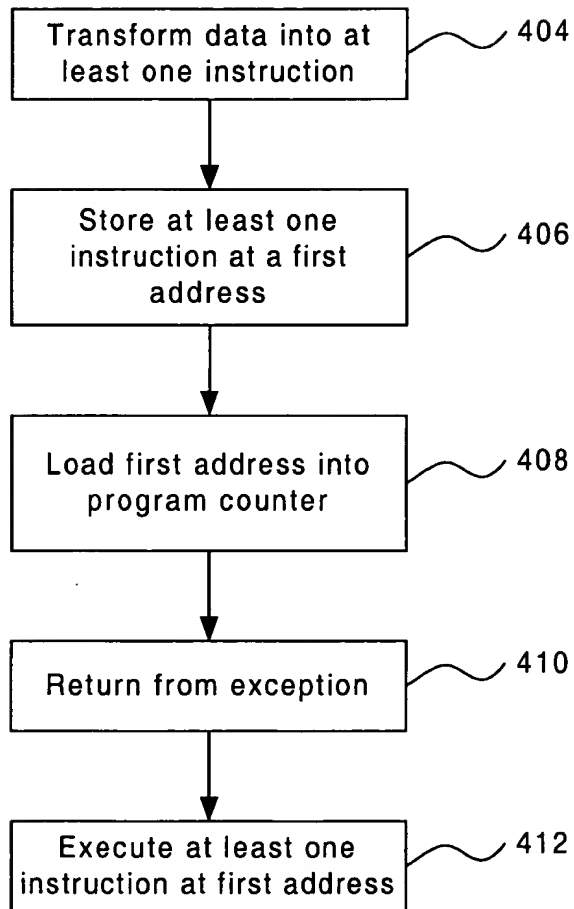 Transform data into at
least one instruction
404
Store at least one
instruction at a first
address
406
Load first address into
program counter
408
Return from exception
410
Execute at least one
instruction at first address
412